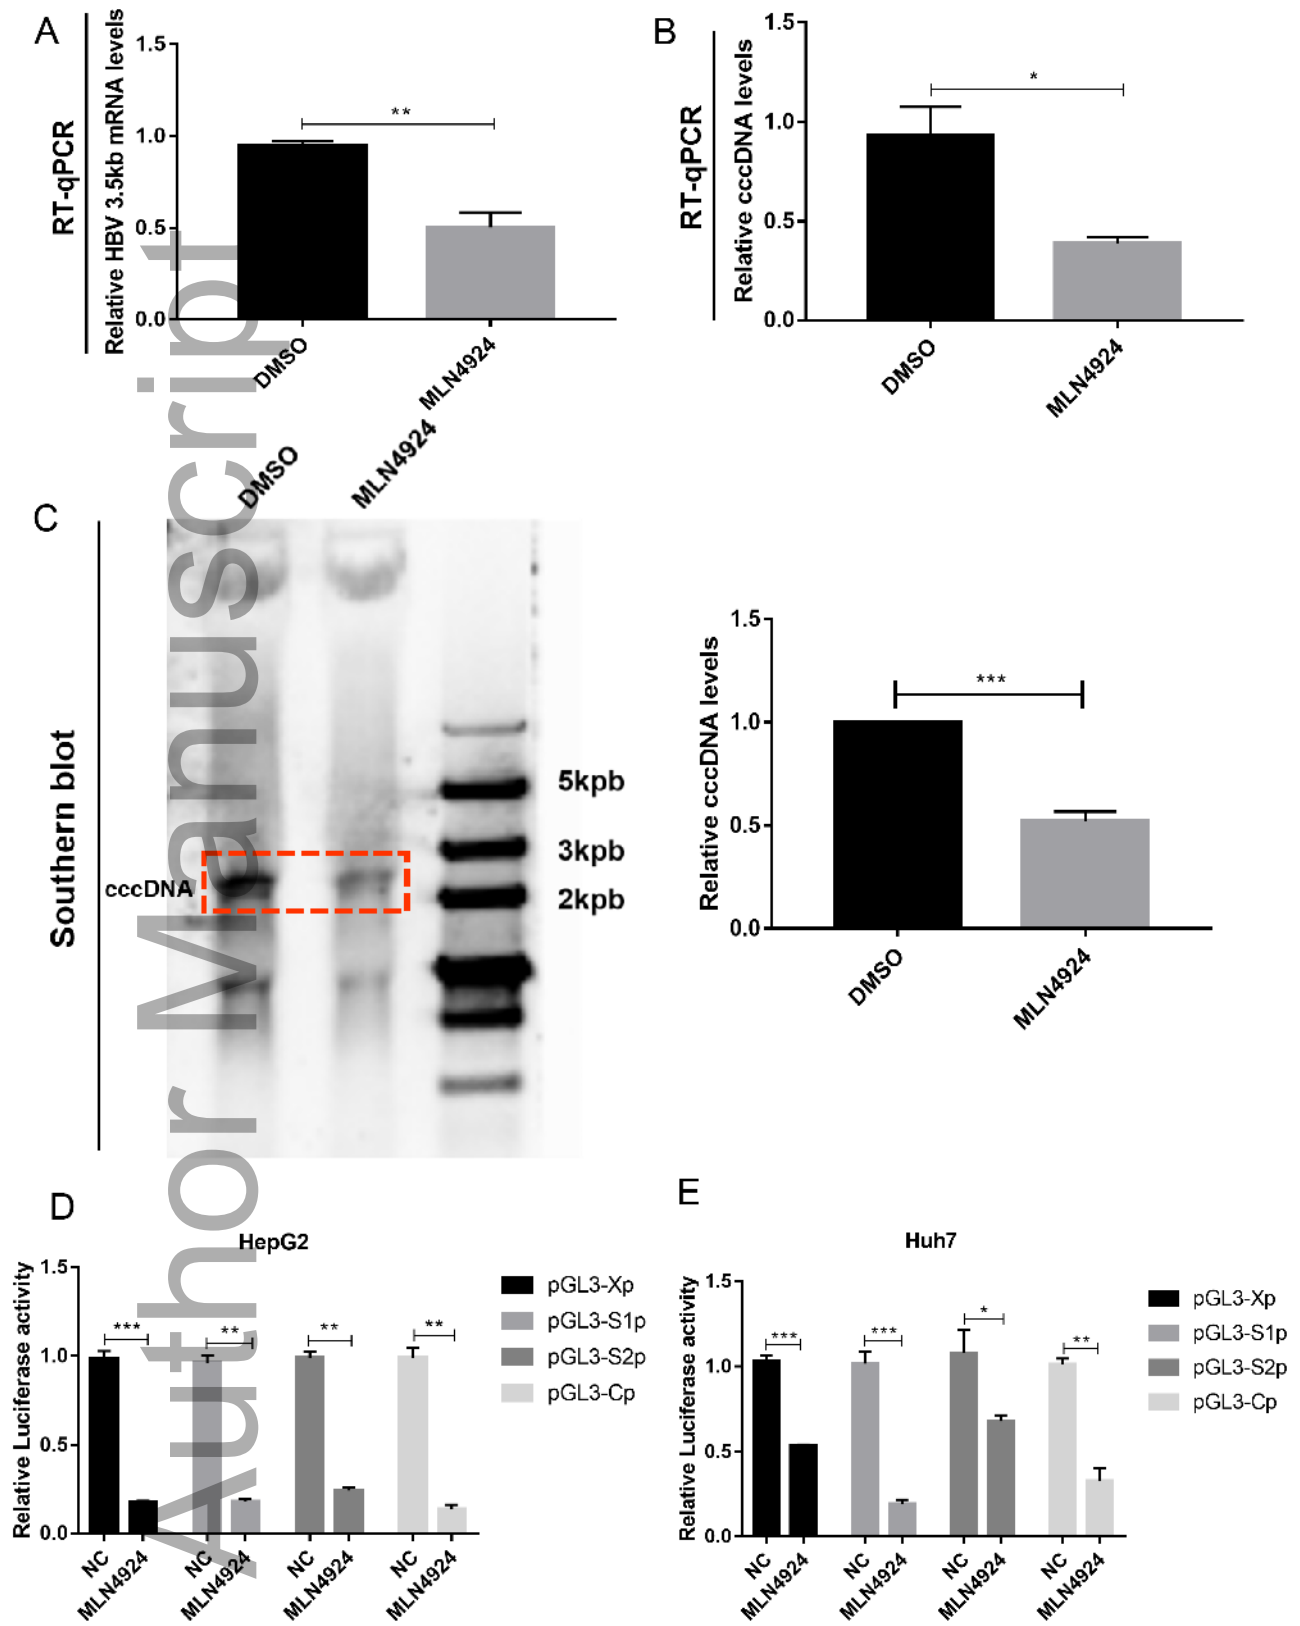 A
RT-qPCR
Relative HBV 3.5kb mRNA levels
1.5
1.0
0.5
0.0
**
DMSO
MLN4924
B
RT-qPCR
Relative cccDNA levels
1.5
1.0
0.5
0.0
*
DMSO
MLN4924
C
Southern blot
DMSO
MLN4924
cccDNA
5kpb
3kpb
2kpb
Relative cccDNA levels
1.5
1.0
0.5
0.0
***
DMSO
MLN4924
D
HepG2
Relative Luciferase activity
1.5
1.0
0.5
0.0
***
**
**
**
NC
MLN4924
NC
MLN4924
NC
MLN4924
NC
MLN4924
pGL3-Xp
pGL3-S1p
pGL3-S2p
pGL3-Cp
E
Huh7
Relative Luciferase activity
1.5
1.0
0.5
0.0
***
***
*
**
NC
MLN4924
NC
MLN4924
NC
MLN4924
NC
MLN4924
pGL3-Xp
pGL3-S1p
pGL3-S2p
pGL3-Cp
Author Manuscript